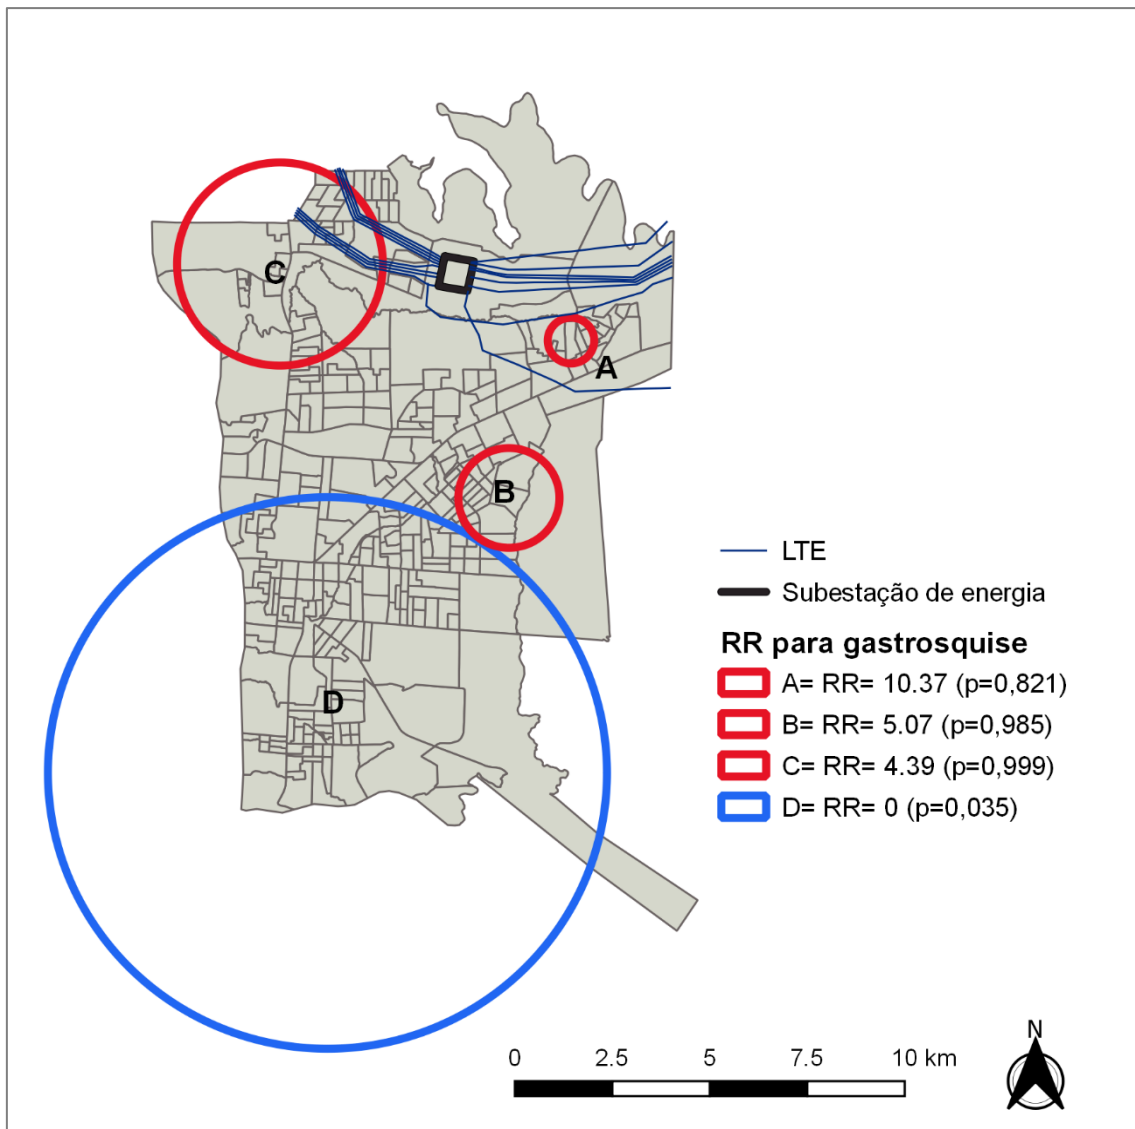 C
A
B
D
LTE
Subestação de energia
RR para gastrosquise
A= RR= 10.37 (p=0,821)
B= RR= 5.07 (p=0,985)
C= RR= 4.39 (p=0,999)
D= RR= 0 (p=0,035)
0 2.5 5 7.5 10 km
N